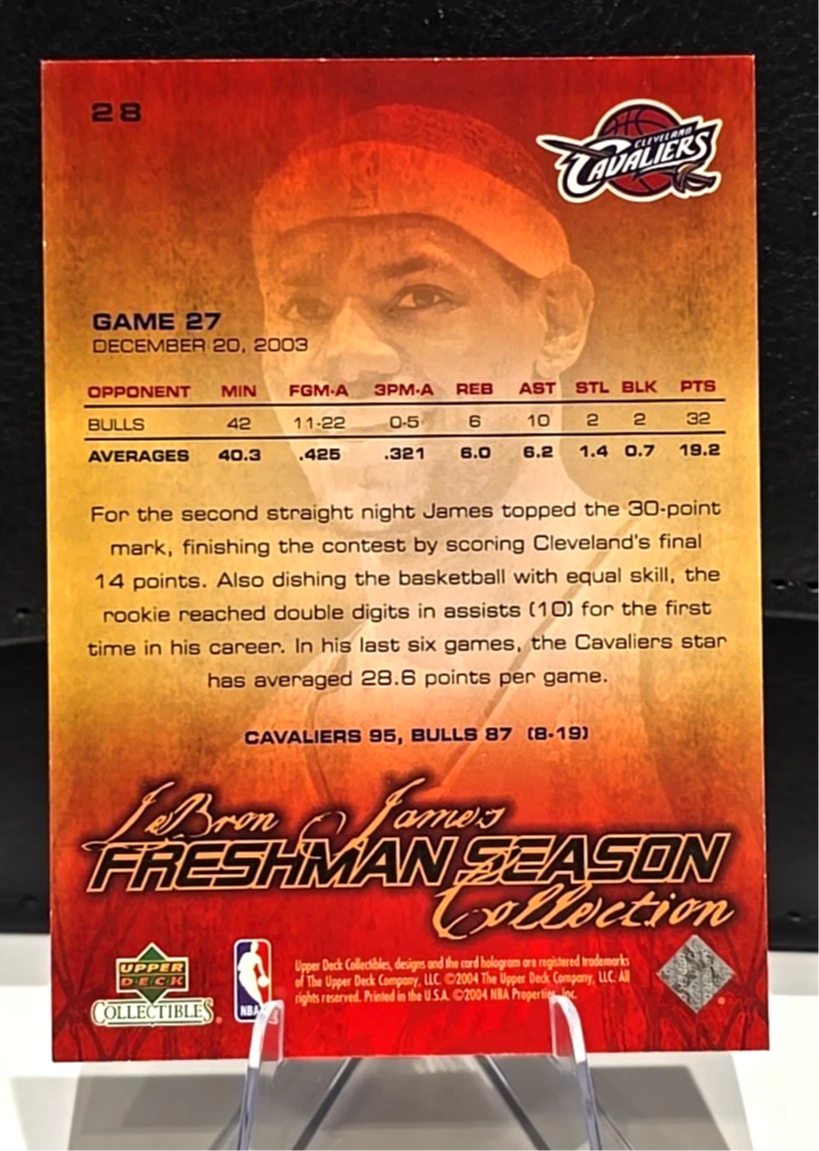 28
CLEVELAND
CAVALIERS
GAME 27
DECEMBER 20, 2003
OPPONENT MIN FGM-A 3PM-A REB AST STL BLK PTS
BULLS 42 11-22 0-5 6 10 2 2 32
AVERAGES 40.3 .425 .321 6.0 6.2 1.4 0.7 19.2
For the second straight night James topped the 30-point
mark, finishing the contest by scoring Cleveland's final
14 points. Also dishing the basketball with equal skill, the
rookie reached double digits in assists (10) for the first
time in his career. In his last six games, the Cavaliers star
has averaged 28.6 points per game.
CAVALIERS 95, BULLS 87 (8-19)
LeBron James
FRESHMAN SEASON
Collection
UPPER
DECK
COLLECTIBLES
NBA
Upper Deck Collectibles, designs and the card hologram are registered trademarks
of The Upper Deck Company, LLC. ©2004 The Upper Deck Company, LLC. All
rights reserved. Printed in the U.S.A. ©2004 NBA Properties, Inc.